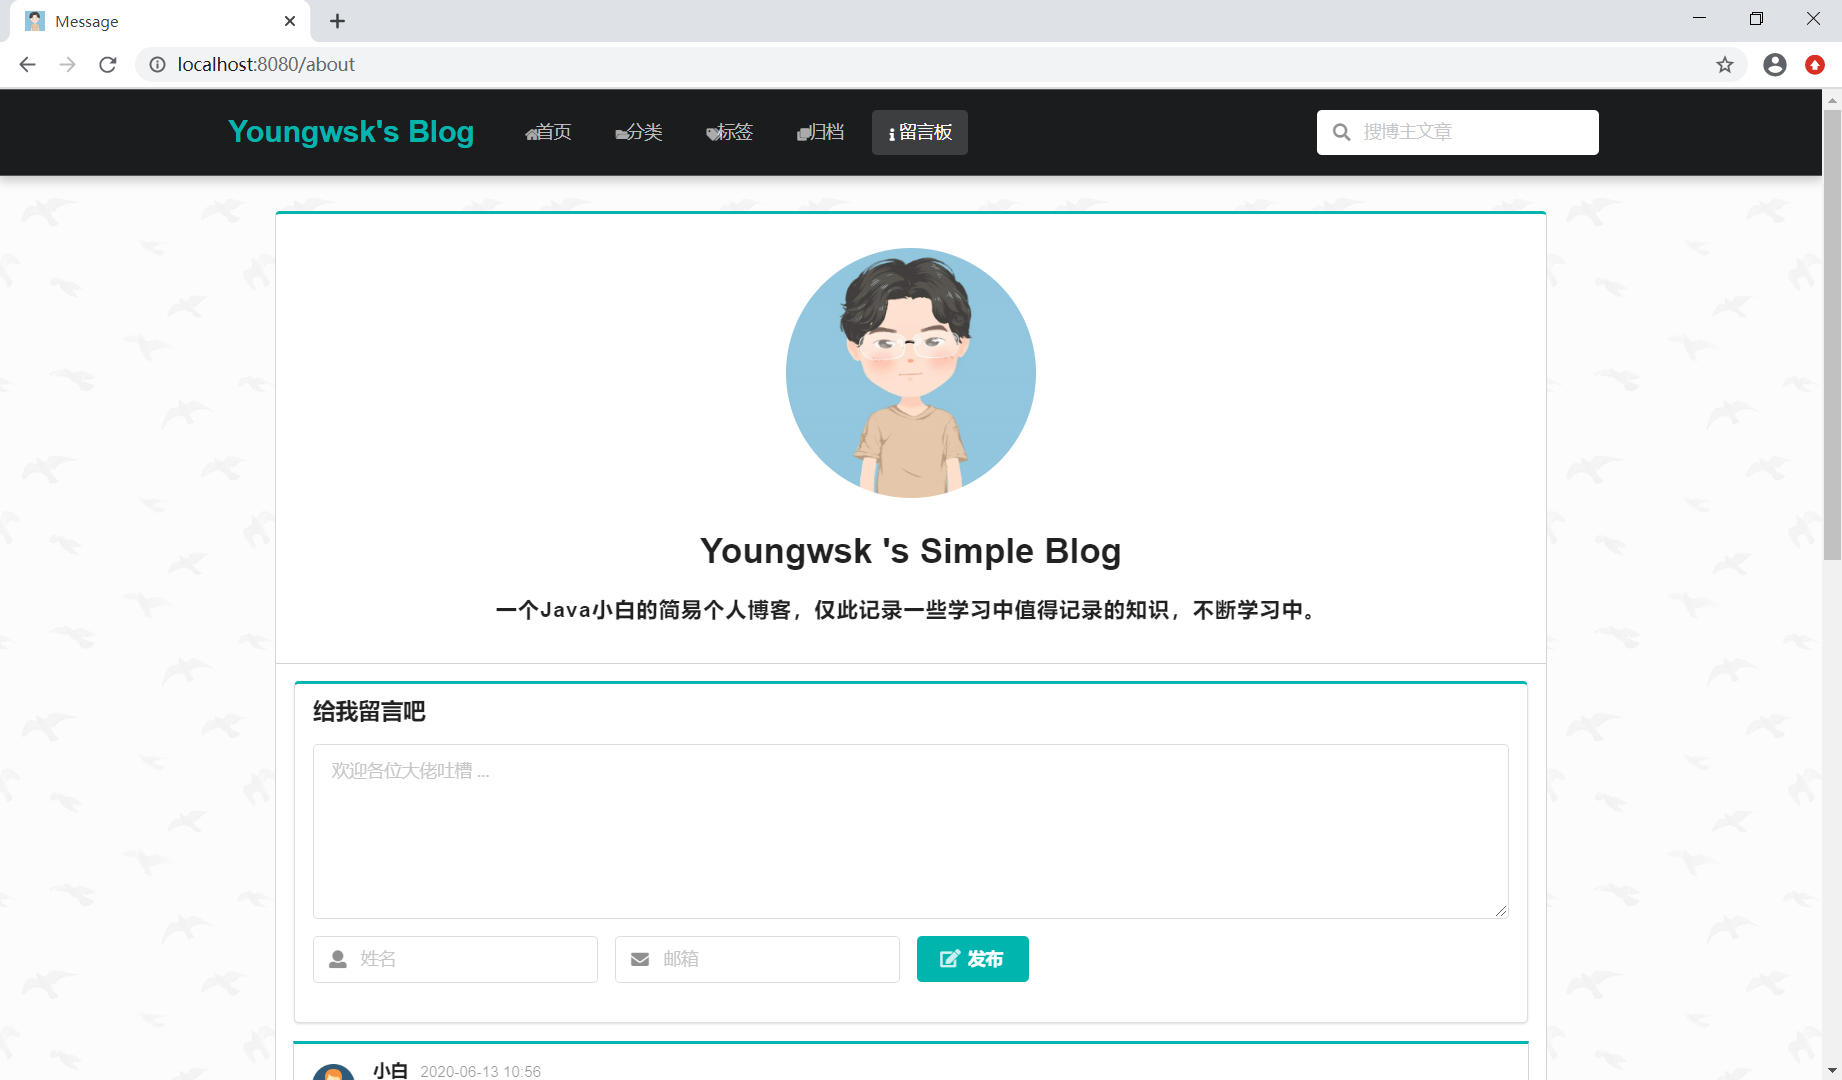 Message
localhost:8080/about
Youngwsk's Blog 首页 分类 标签 归档 留言板 搜博主文章
Youngwsk 's Simple Blog
一个Java小白的简易个人博客，仅此记录一些学习中值得记录的知识，不断学习中。
给我留言吧
欢迎各位大佬吐槽 ...
姓名 邮箱 发布
小白 2020-06-13 10:56